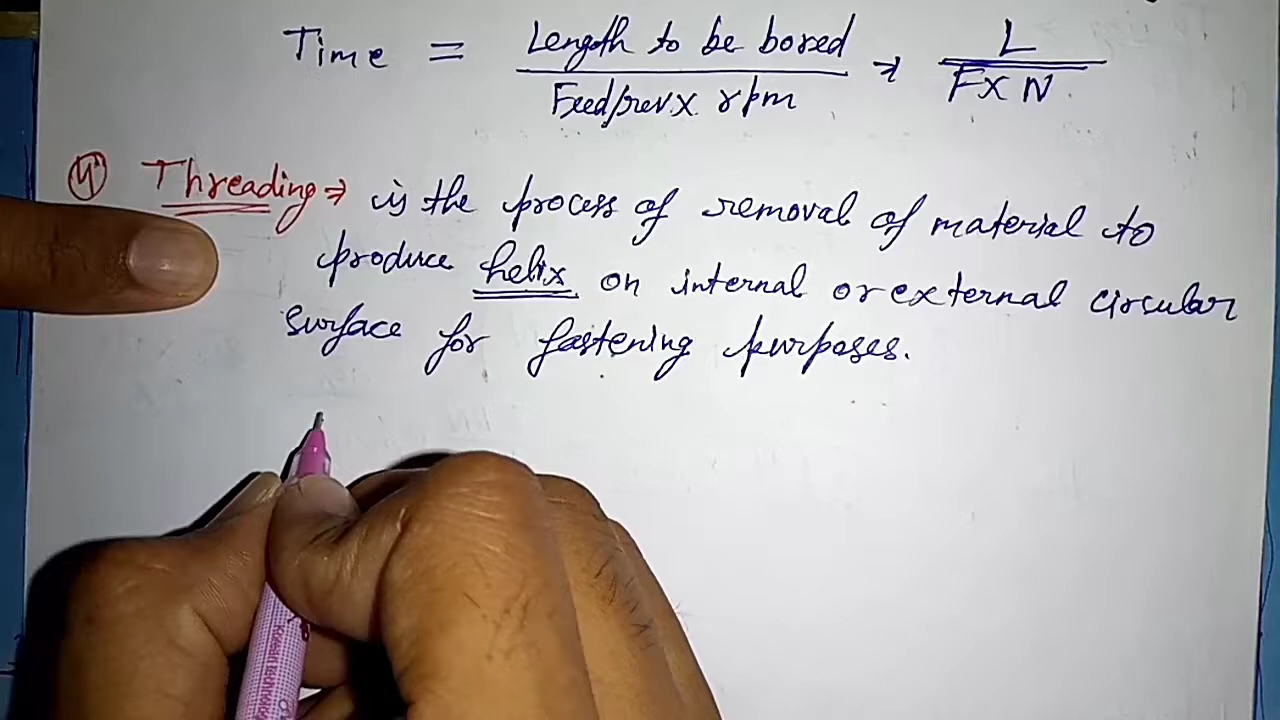 Time = Length to be bored / Feed/rev. x rpm → L / F X N
4 Threading ⇒ is the process of removal of material to
produce helix on internal or external circular
surface for fastening purposes.